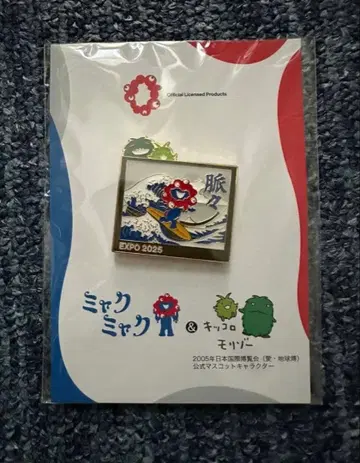 Official Licensed Products
脈々
EXPO 2025
ミャク
ミャク
&
キッコロ
モリゾー
2005年日本国際博覧会（愛・地球博）
公式マスコットキャラクター